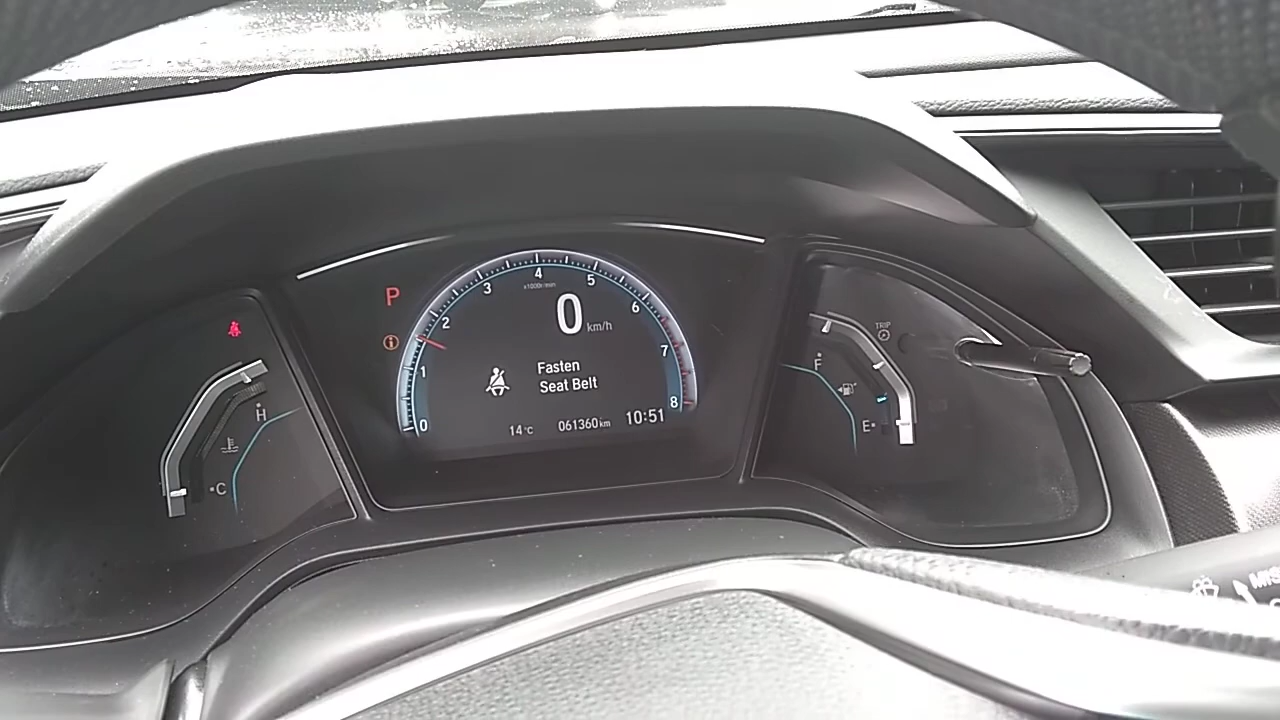 P
0
1
2
3
4
5
6
7
8
x1000r/min
0 km/h
Fasten
Seat Belt
14°C
061360km
10:51
H
C
TRIP
F
E